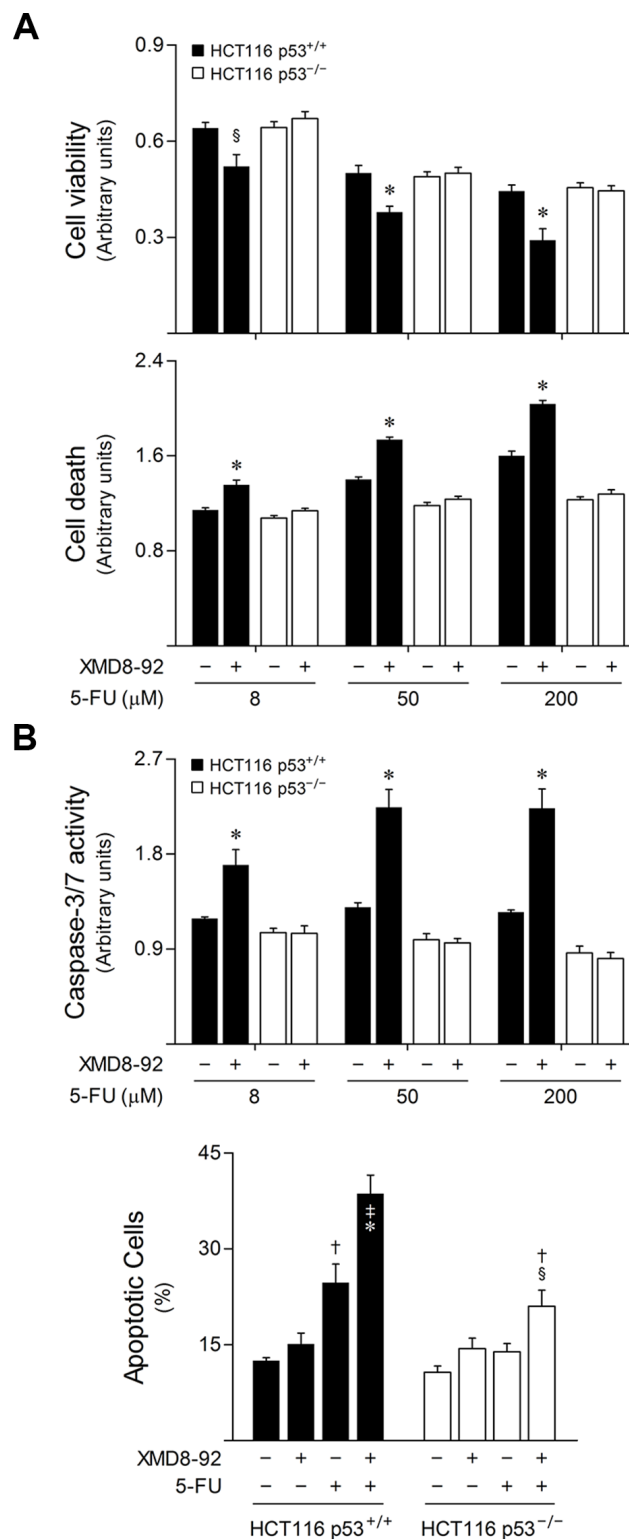 A
0.9
HCT116 p53+/+
HCT116 p53−/−
§
0.6
*
*
0.3
Cell viability
(Arbitrary units)
2.4
*
*
1.6
*
0.8
Cell death
(Arbitrary units)
XMD8-92 − + − + − + − + − + − +
5-FU (μM) 8 50 200
B
2.7
HCT116 p53+/+
HCT116 p53−/−
* *
*
1.8
0.9
Caspase-3/7 activity
(Arbitrary units)
XMD8-92 − + − + − + − + − + − +
5-FU (μM) 8 50 200
45
‡
*
30
† †
§
15
Apoptotic Cells
(%)
XMD8-92 − + − + − + − +
5-FU − − + + − − + +
HCT116 p53+/+ HCT116 p53−/−